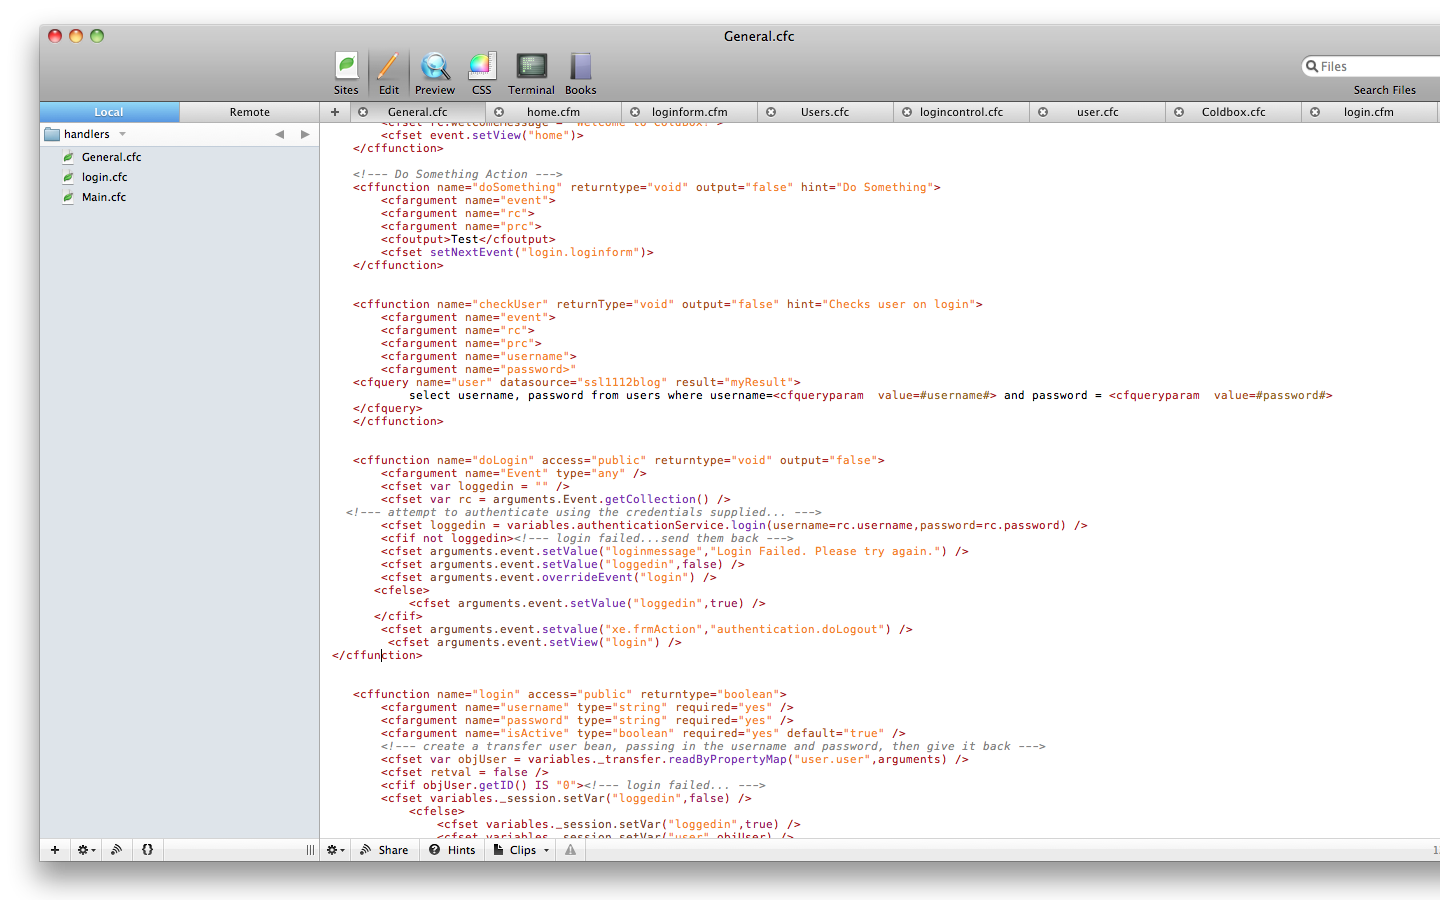 General.cfc
Sites
Edit
Preview
CSS
Terminal
Books
Files
Search Files
Local
Remote
+
General.cfc
home.cfm
loginform.cfm
Users.cfc
logincontrol.cfc
user.cfc
Coldbox.cfc
login.cfm
handlers
General.cfc
login.cfc
Main.cfc
<cfset rc.welcomeMessage = "Welcome to ColdBox!">
<cfset event.setView("home")>
</cffunction>
<!--- Do Something Action --->
<cffunction name="doSomething" returntype="void" output="false" hint="Do Something">
<cfargument name="event">
<cfargument name="rc">
<cfargument name="prc">
<cfoutput>Test</cfoutput>
<cfset setNextEvent("login.loginform")>
</cffunction>
<cffunction name="checkUser" returnType="void" output="false" hint="Checks user on login">
<cfargument name="event">
<cfargument name="rc">
<cfargument name="prc">
<cfargument name="username">
<cfargument name="password>"
<cfquery name="user" datasource="ssl1112blog" result="myResult">
select username, password from users where username=<cfqueryparam  value=#username#> and password = <cfqueryparam  value=#password#>
</cfquery>
</cffunction>
<cffunction name="doLogin" access="public" returntype="void" output="false">
<cfargument name="Event" type="any" />
<cfset var loggedin = "" />
<cfset var rc = arguments.Event.getCollection() />
<!--- attempt to authenticate using the credentials supplied... --->
<cfset loggedin = variables.authenticationService.login(username=rc.username,password=rc.password) />
<cfif not loggedin><!--- login failed...send them back --->
<cfset arguments.event.setValue("loginmessage","Login Failed. Please try again.") />
<cfset arguments.event.setValue("loggedin",false) />
<cfset arguments.event.overrideEvent("login") />
<cfelse>
<cfset arguments.event.setValue("loggedin",true) />
</cfif>
<cfset arguments.event.setvalue("xe.frmAction","authentication.doLogout") />
<cfset arguments.event.setView("login") />
</cffunction>
<cffunction name="login" access="public" returntype="boolean">
<cfargument name="username" type="string" required="yes" />
<cfargument name="password" type="string" required="yes" />
<cfargument name="isActive" type="boolean" required="yes" default="true" />
<!--- create a transfer user bean, passing in the username and password, then give it back --->
<cfset var objUser = variables._transfer.readByPropertyMap("user.user",arguments) />
<cfset retval = false />
<cfif objUser.getID() IS "0"><!--- login failed... --->
<cfset variables._session.setVar("loggedin",false) />
<cfelse>
<cfset variables._session.setVar("loggedin",true) />
<cfset variables._session.setVar("user",objUser) />
+
Share
Hints
Clips